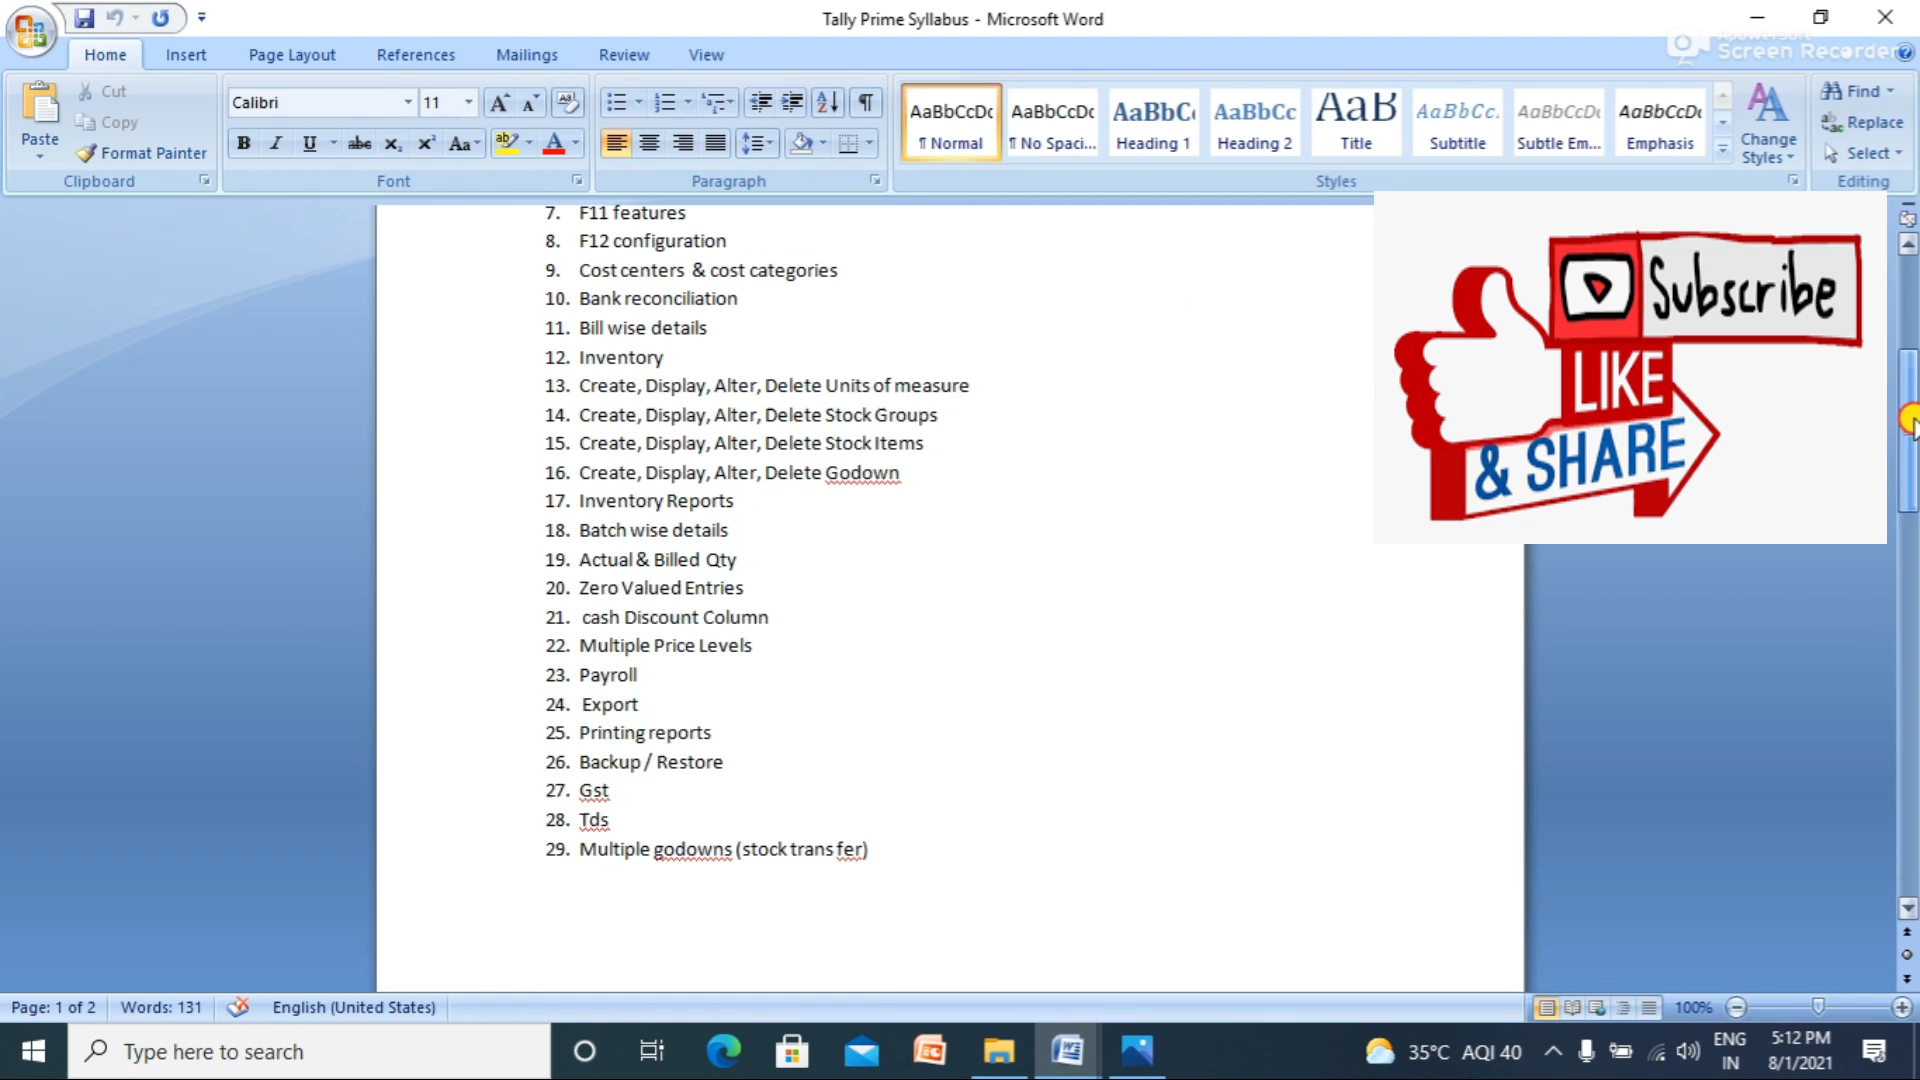 Tally Prime Syllabus - Microsoft Word
Apowersoft
Screen Recorder
Home Insert Page Layout References Mailings Review View
Paste
Cut
Copy
Format Painter
Clipboard
Calibri 11
Font
Paragraph
AaBbCcDc AaBbCcDc AaBbC AaBbCc AaB AaBbCc. AaBbCcDc AaBbCcDc
¶ Normal ¶ No Spaci... Heading 1 Heading 2 Title Subtitle Subtle Em... Emphasis
Styles
Change Styles
Find
Replace
Select
Editing
7. F11 features
8. F12 configuration
9. Cost centers & cost categories
10. Bank reconciliation
11. Bill wise details
12. Inventory
13. Create, Display, Alter, Delete Units of measure
14. Create, Display, Alter, Delete Stock Groups
15. Create, Display, Alter, Delete Stock Items
16. Create, Display, Alter, Delete Godown
17. Inventory Reports
18. Batch wise details
19. Actual & Billed Qty
20. Zero Valued Entries
21. cash Discount Column
22. Multiple Price Levels
23. Payroll
24. Export
25. Printing reports
26. Backup / Restore
27. Gst
28. Tds
29. Multiple godowns (stock trans fer)
Subscribe
LIKE
& SHARE
Page: 1 of 2 Words: 131 English (United States) 100%
Type here to search
35°C AQI 40
ENG
IN
5:12 PM
8/1/2021